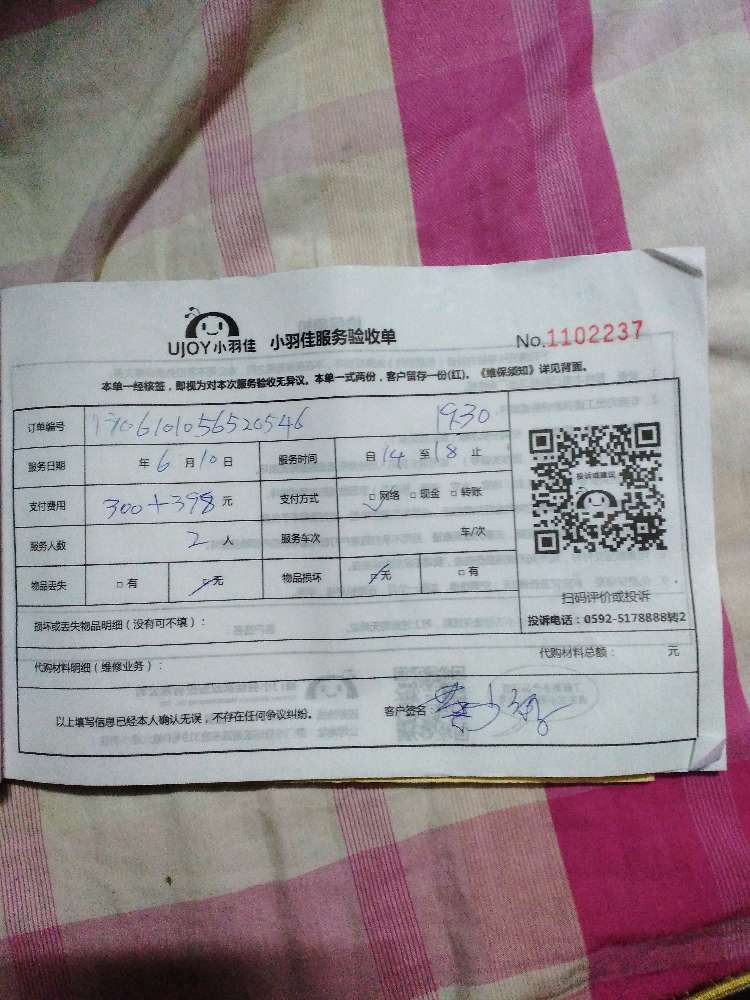 UJOY小羽佳 小羽佳服务验收单 No.1102237
本单一经核签，即视为对本次服务验收无异议。本单一式两份，客户留存一份(红)。《维保须知》详见背面。
订单编号 1706101056520546 1930
服务日期 年 6 月 10 日 服务时间 自 14 至 18 止
支付费用 300+398 元 支付方式 □网络 □现金 □转账
服务人数 2 人 服务车次 车/次
物品丢失 □有 □无 物品损坏 □无 □有
投诉或建议
扫码评价或投诉
投诉电话：0592-5178888转2
损坏或丢失物品明细（没有可不填）：
代购材料明细（维修业务）： 代购材料总额： 元
以上填写信息已经本人确认无误，不存在任何争议纠纷。 客户签名：